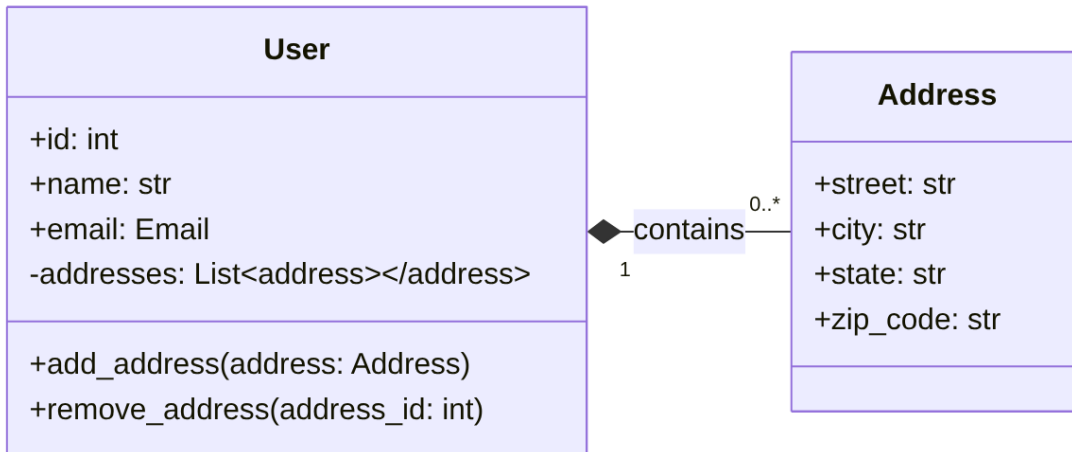 User
+id: int
+name: str
+email: Email
-addresses: List<address></address>
+add_address(address: Address)
+remove_address(address_id: int)
1
contains
0..*
Address
+street: str
+city: str
+state: str
+zip_code: str